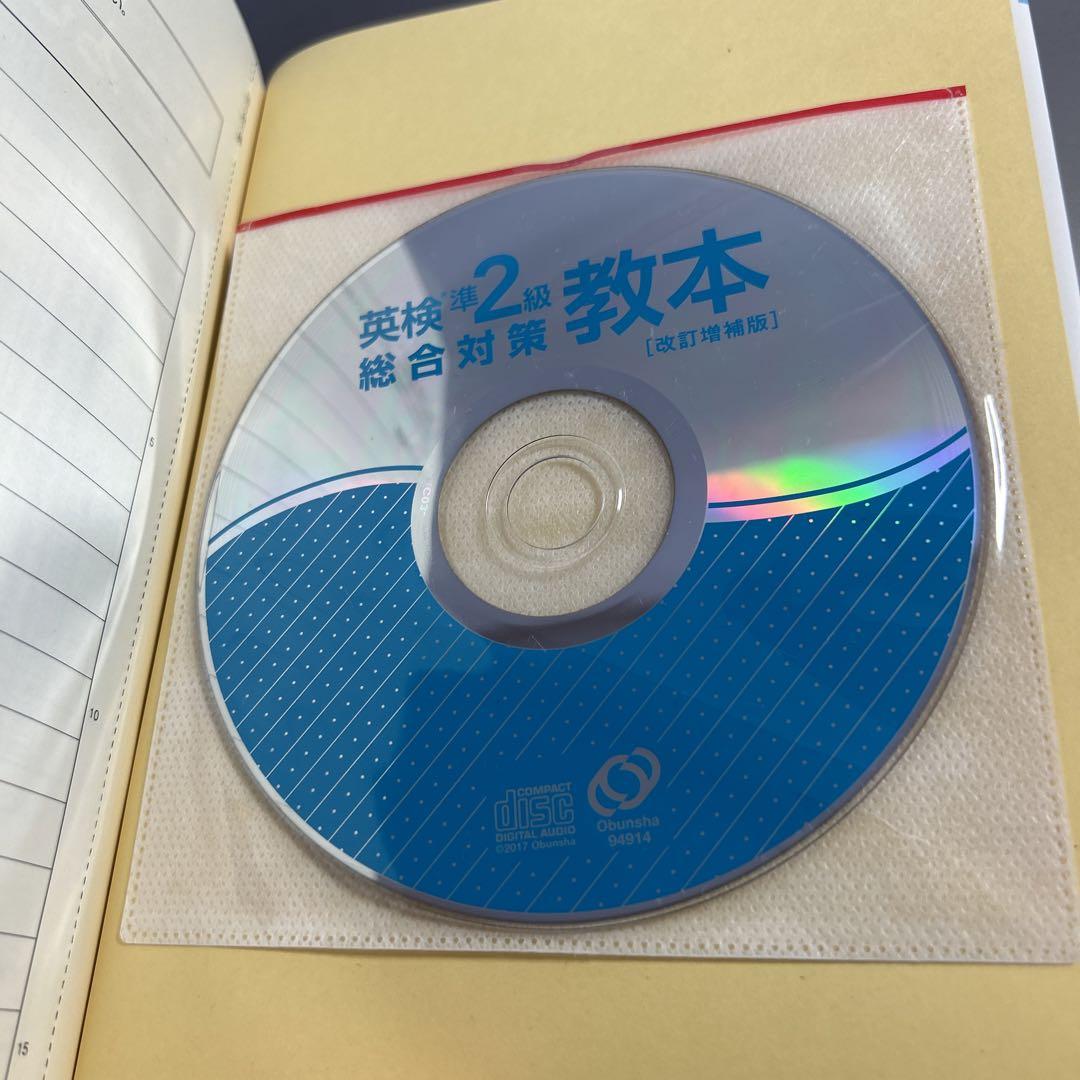 英検®準2級
総合対策
教本
[改訂増補版]
COMPACT
disc
DIGITAL AUDIO
©2017 Obunsha
Obunsha
94914
5
10
15